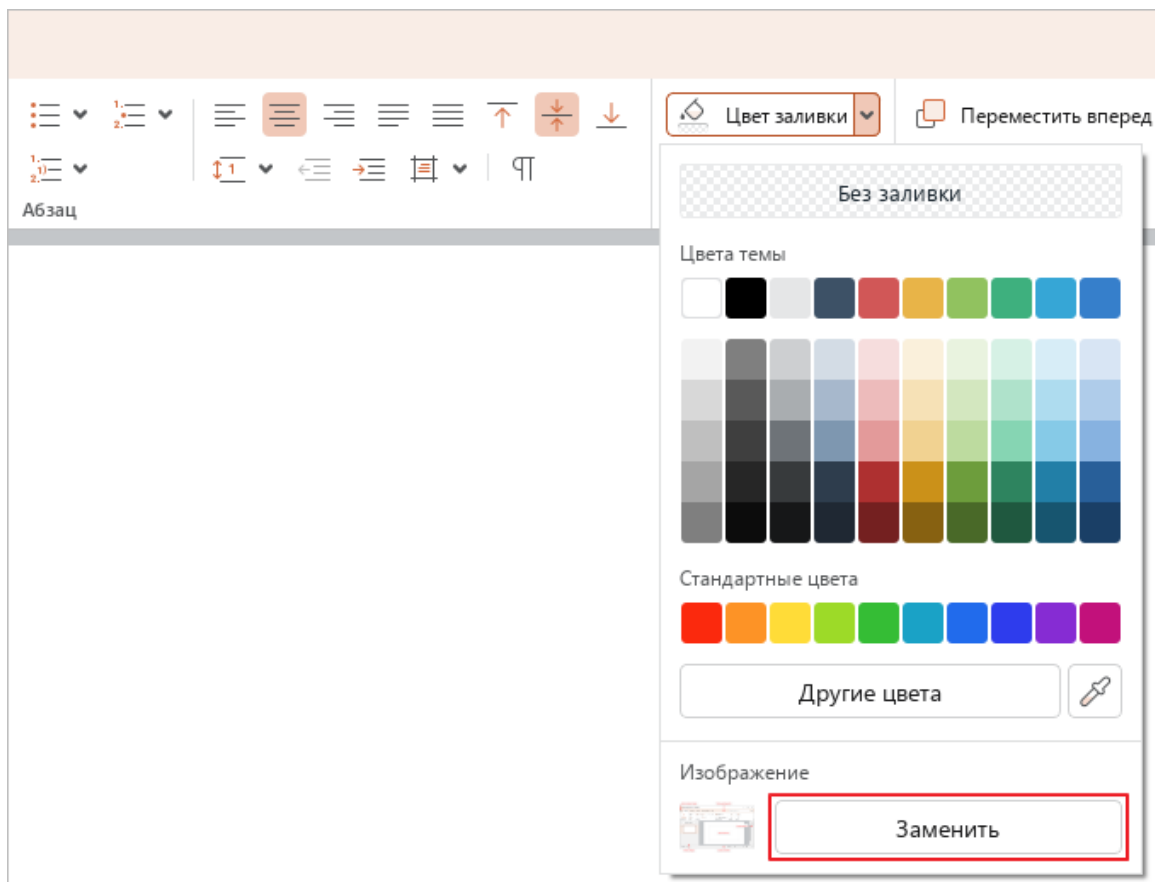 Цвет заливки
Переместить вперед
Абзац
Без заливки
Цвета темы
Стандартные цвета
Другие цвета
Изображение
Заменить